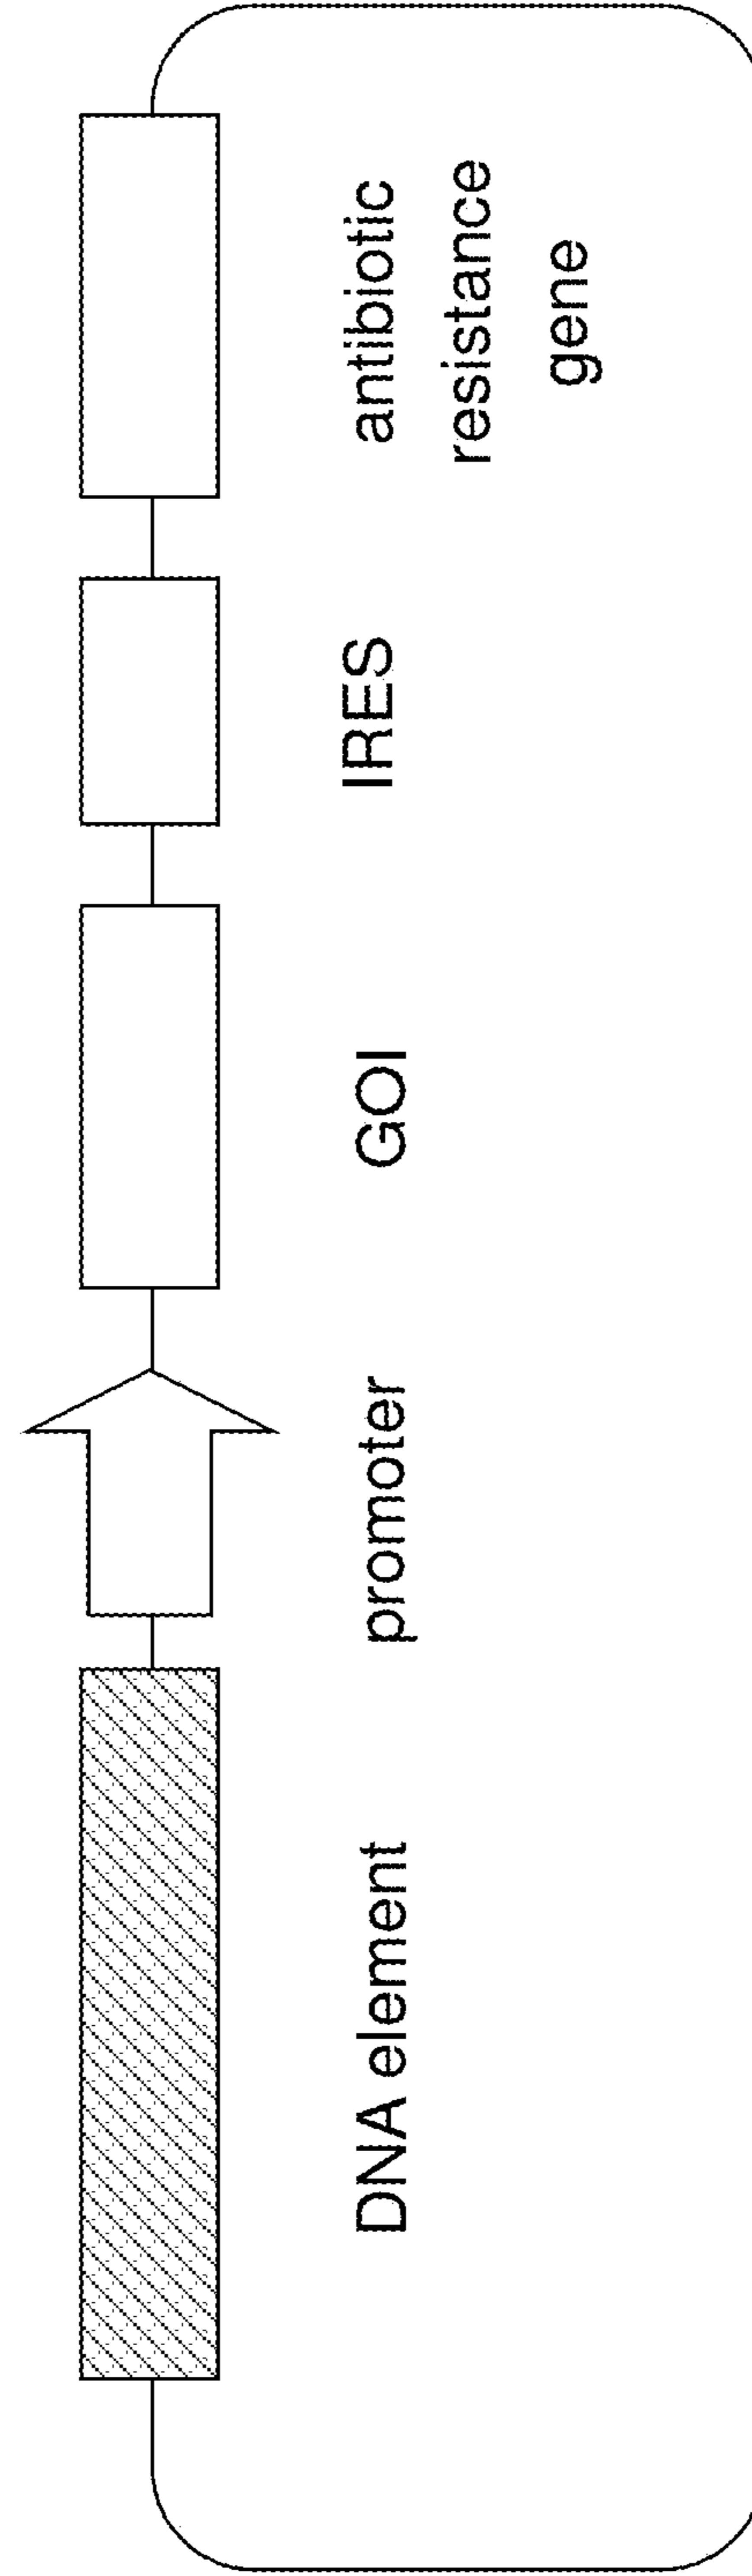 DNA element
promoter
GOI
IRES
antibiotic
resistance
gene